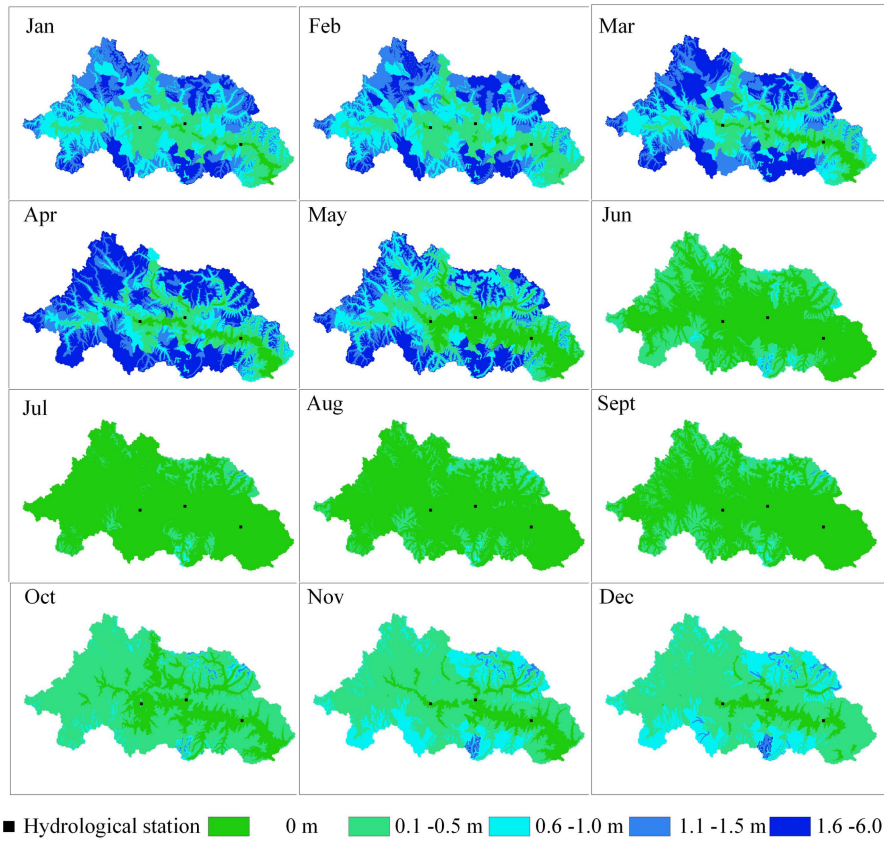 Jan
Feb
Mar
Apr
May
Jun
Jul
Aug
Sept
Oct
Nov
Dec
Hydrological station 0 m 0.1 -0.5 m 0.6 -1.0 m 1.1 -1.5 m 1.6 -6.0